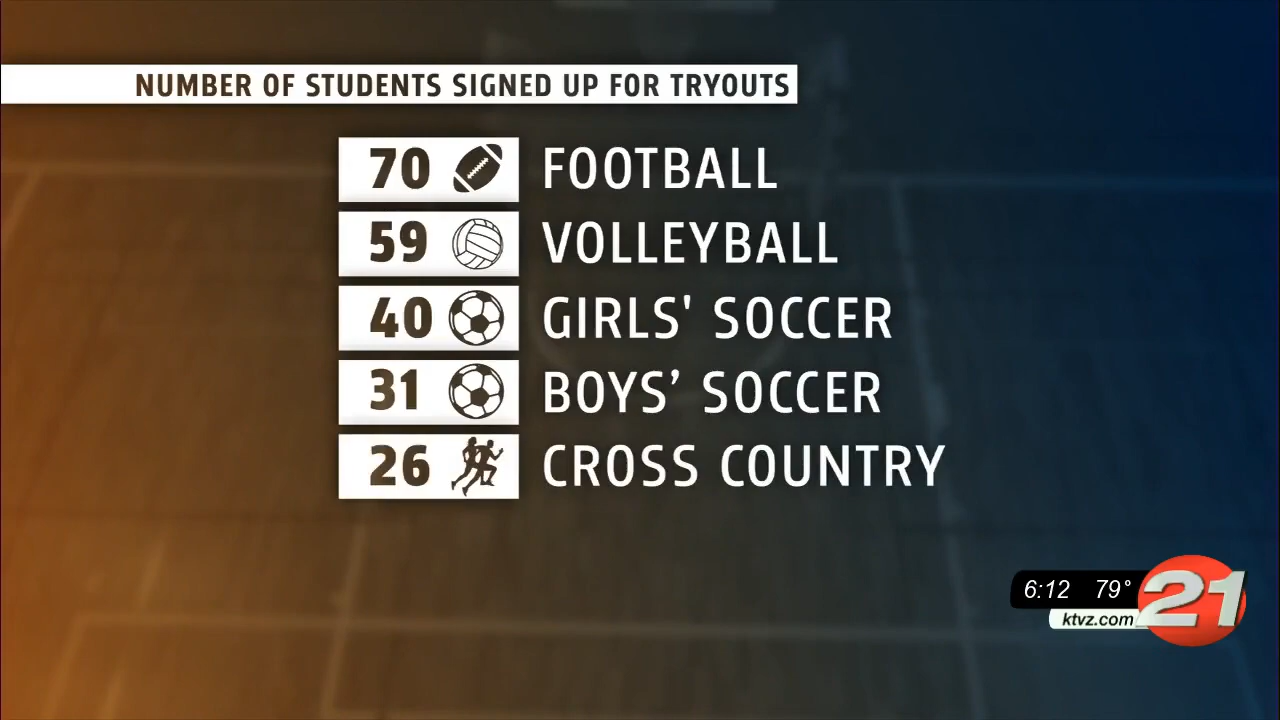 NUMBER OF STUDENTS SIGNED UP FOR TRYOUTS
70 FOOTBALL
59 VOLLEYBALL
40 GIRLS' SOCCER
31 BOYS’ SOCCER
26 CROSS COUNTRY
6:12 79° 21
ktvz.com